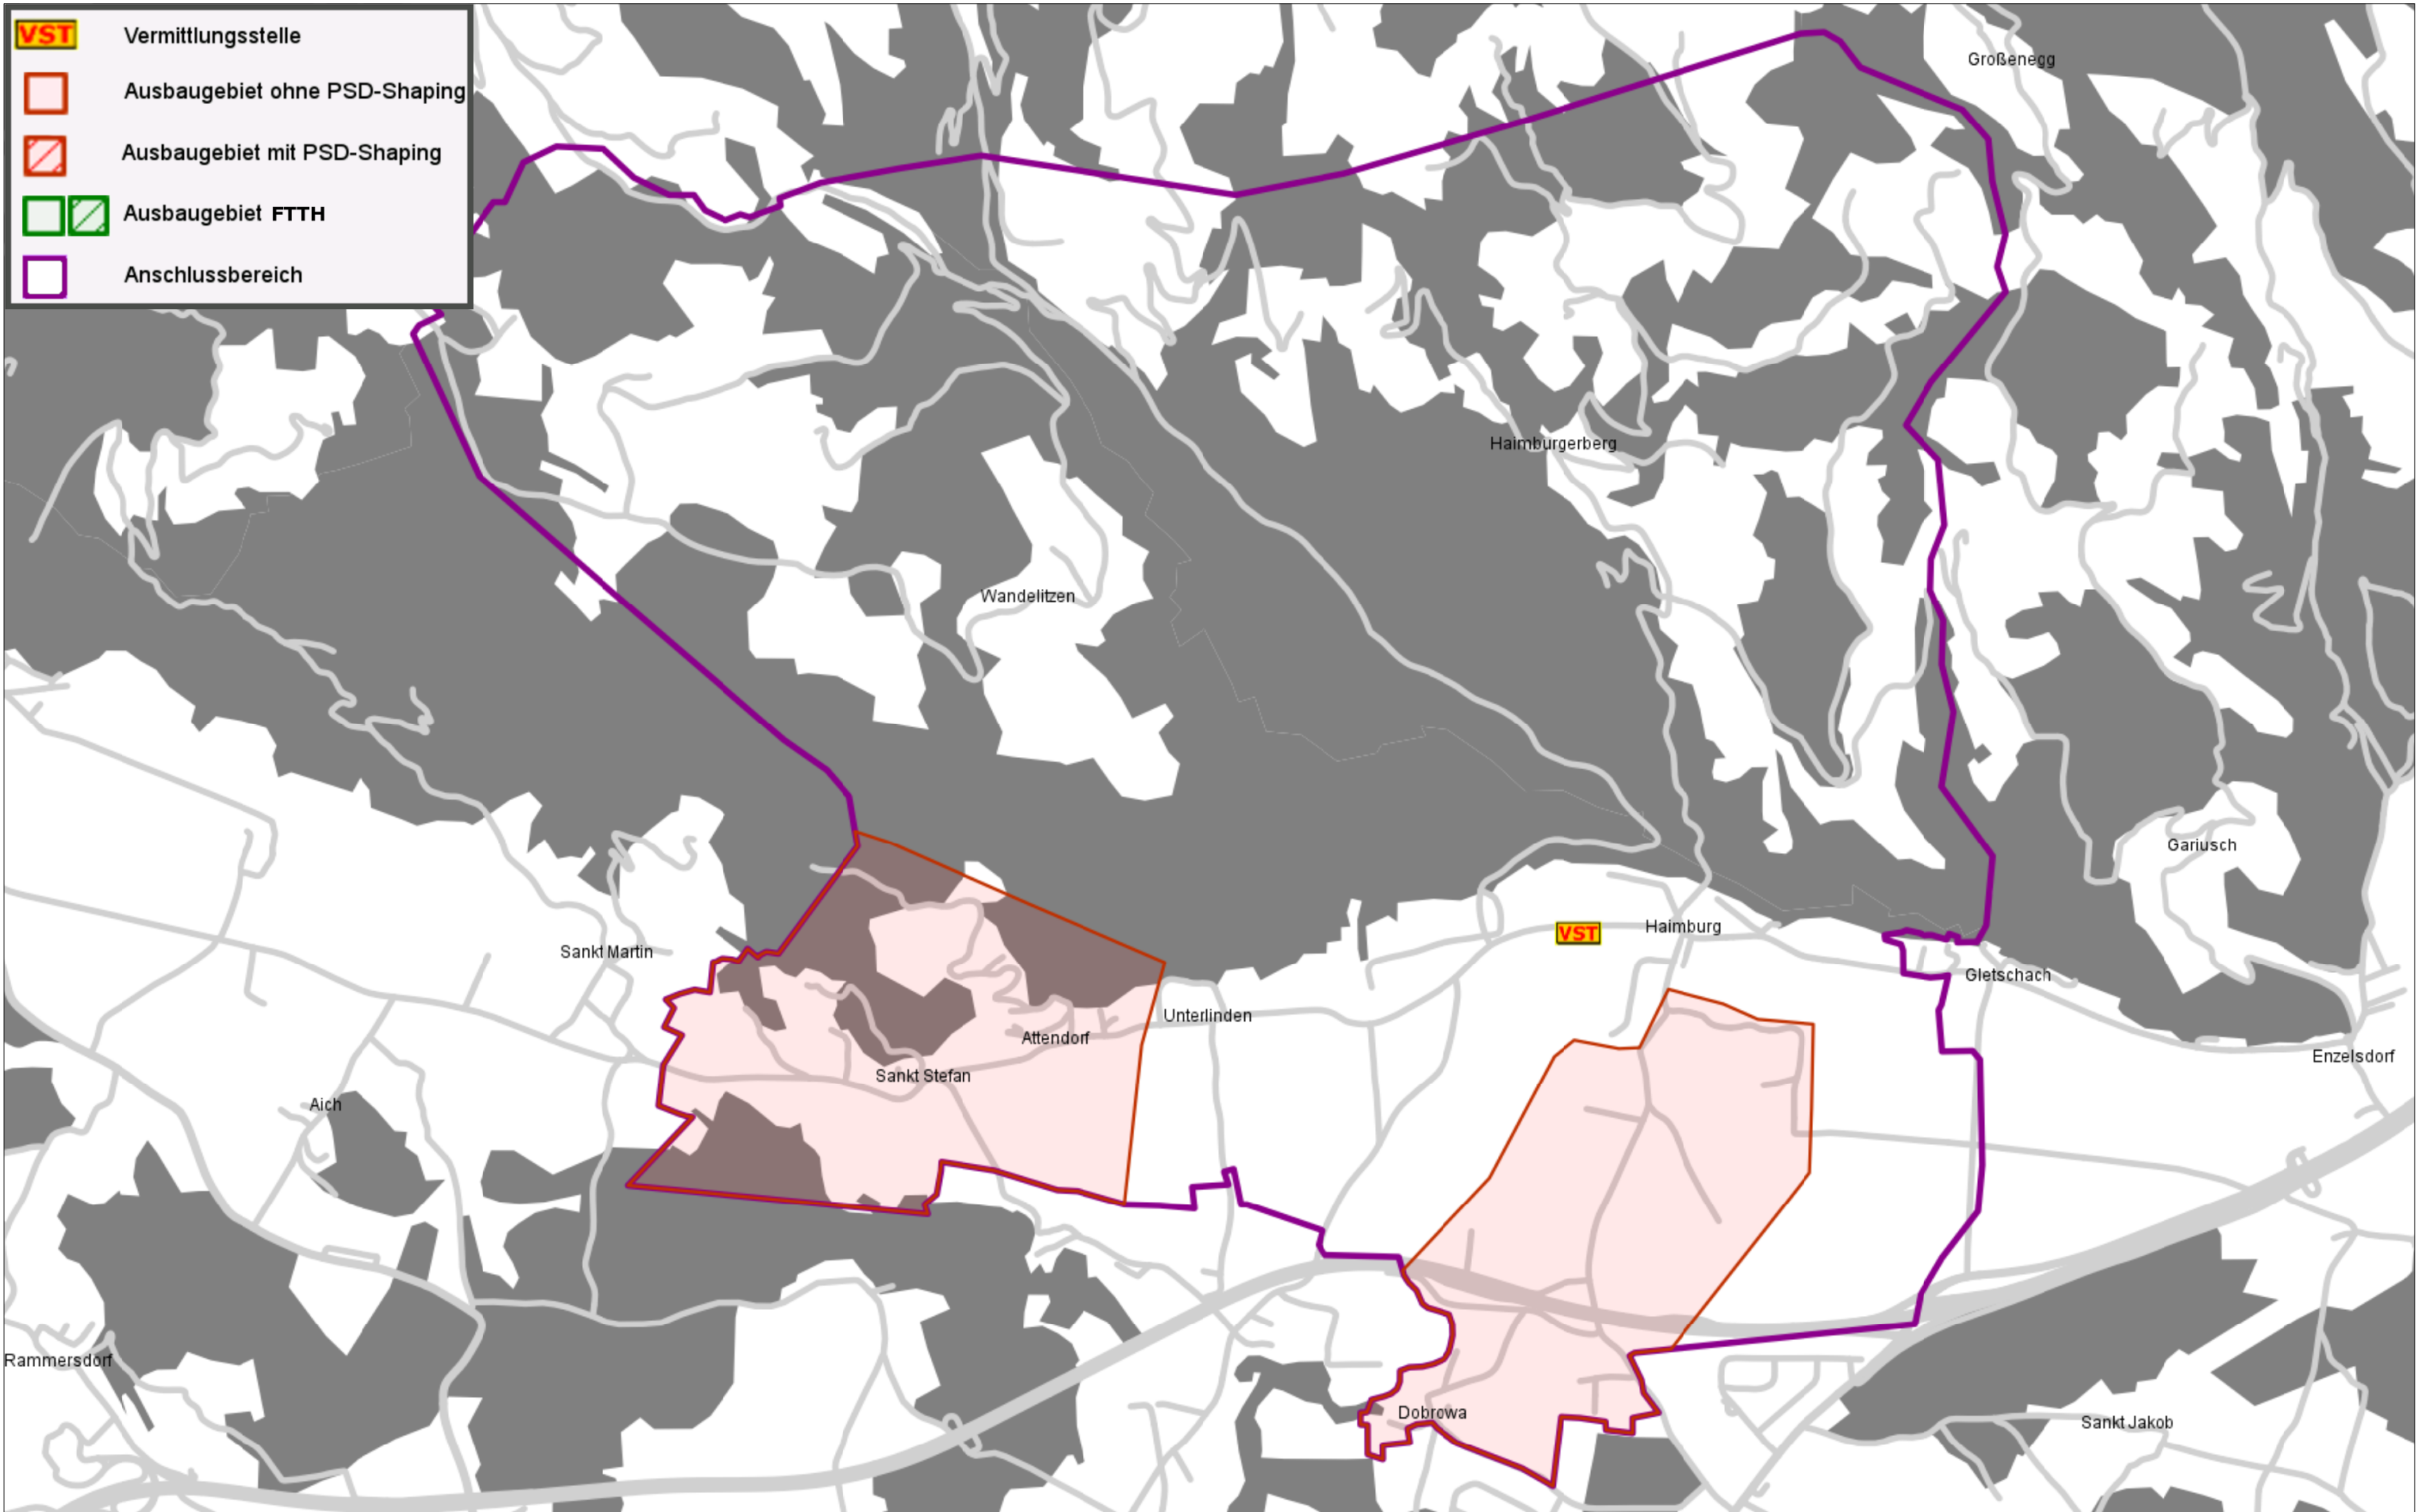 VST Vermittlungsstelle
Ausbaugebiet ohne PSD-Shaping
Ausbaugebiet mit PSD-Shaping
Ausbaugebiet FTTH
Anschlussbereich
Großenegg
Haimburgerberg
Wandelitzen
Gariusch
VST
Haimburg
Sankt Martin
Gletschach
Unterlinden
Attendorf
Enzelsdorf
Sankt Stefan
Aich
Rammersdorf
Dobrowa
Sankt Jakob